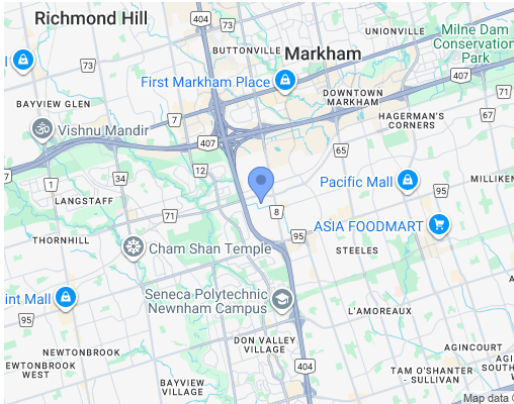 Richmond Hill
404
UNIONVILLE
Milne Dam
Conservation
Park
BUTTONVILLE
Markham
73
73
407
First Markham Place
BAYVIEW GLEN
DOWNTOWN
MARKHAM
67
HAGERMAN'S
CORNERS
7
Vishnu Mandir
407
65
12
1
34
Pacific Mall
MILLIKEN
95
LANGSTAFF
71
8
ASIA FOODMART
THORNHILL
95
Cham Shan Temple
STEELES
int Mall
Seneca Polytechnic
Newnham Campus
95
L'AMOREAUX
DON VALLEY
VILLAGE
NEWTONBROOK
AGINCOURT
NEWTONBROOK
WEST
404
TAM O'SHANTER
- SULLIVAN
BAYVIEW
VILLAGE
Map data